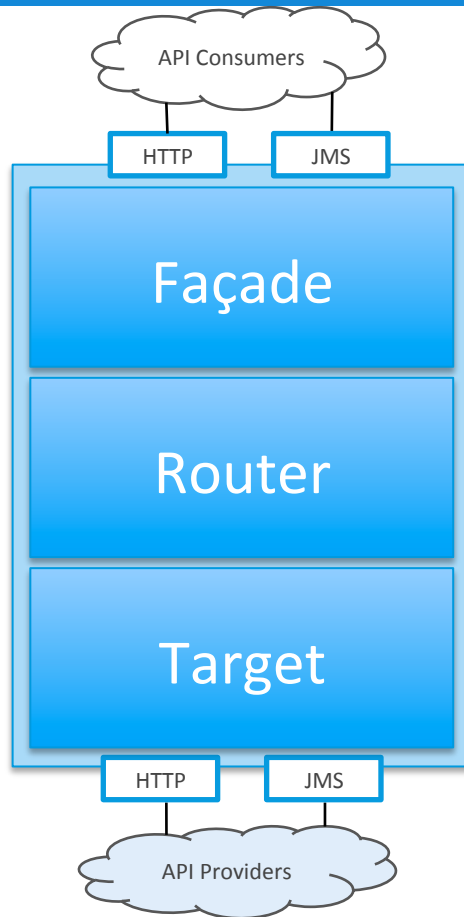 API Consumers
HTTP
JMS
Façade
Router
Target
HTTP
JMS
API Providers